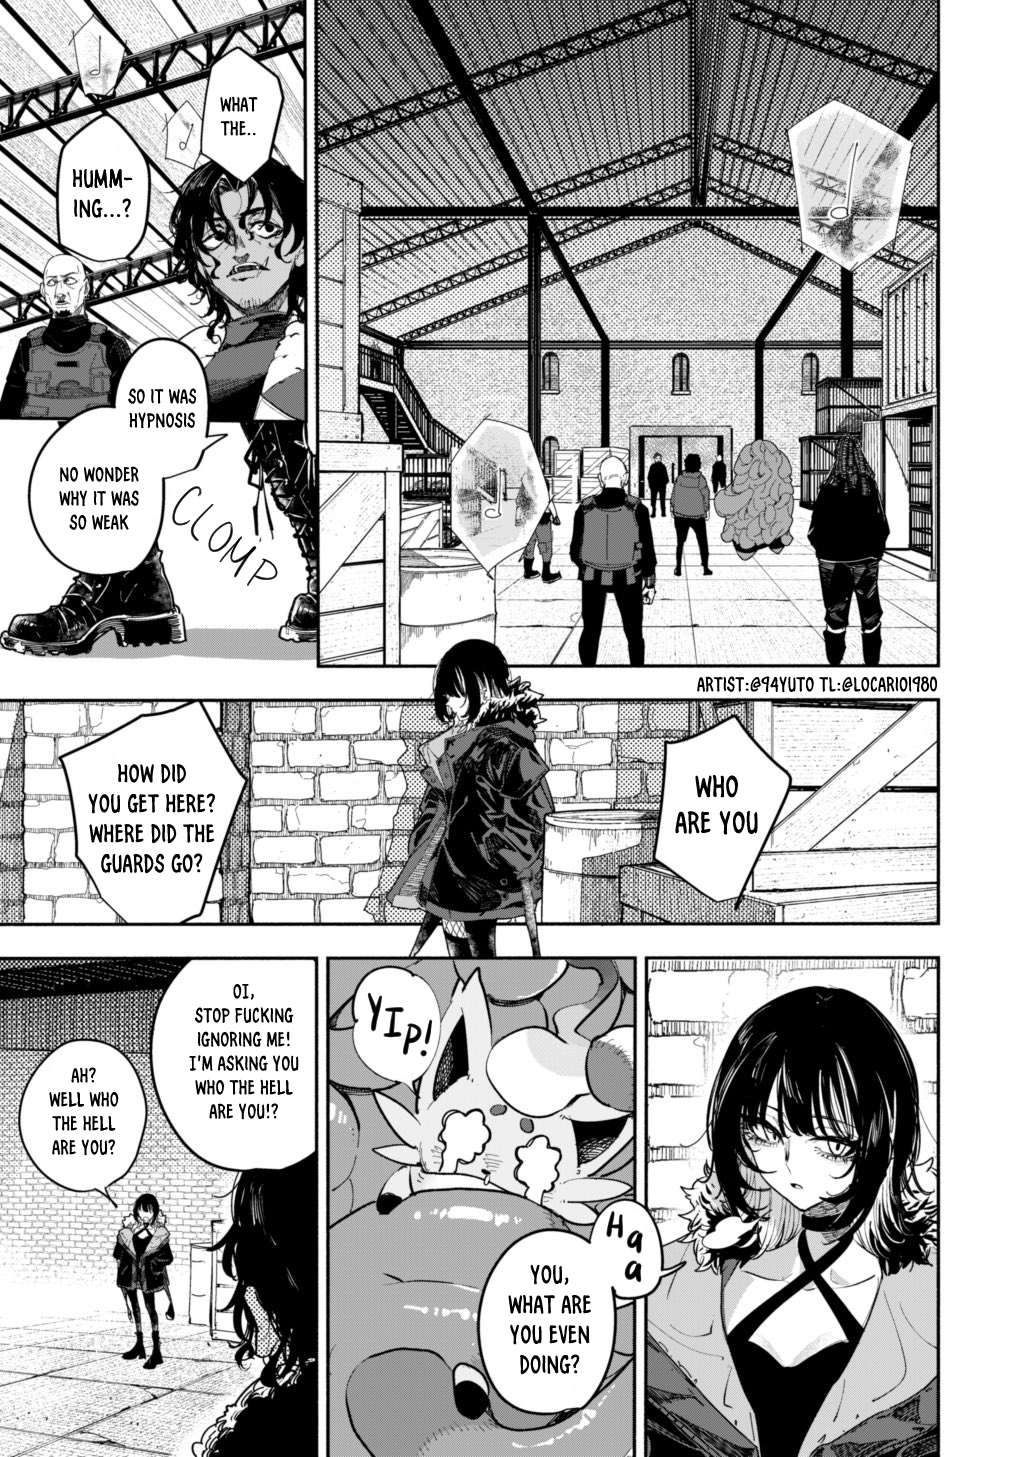 WHAT
THE..
HUMM-
ING...?
SO IT WAS
HYPNOSIS
NO WONDER
WHY IT WAS
SO WEAK
CLOMP
ARTIST:@94YUTO TL:@LOCARIO1980
WHO
ARE YOU
HOW DID
YOU GET HERE?
WHERE DID THE
GUARDS GO?
Haa
YIP!
YOU,
WHAT ARE
YOU EVEN
DOING?
OI,
STOP FUCKING
IGNORING ME!
I'M ASKING YOU
WHO THE HELL
ARE YOU!?
AH?
WELL WHO
THE HELL
ARE YOU?